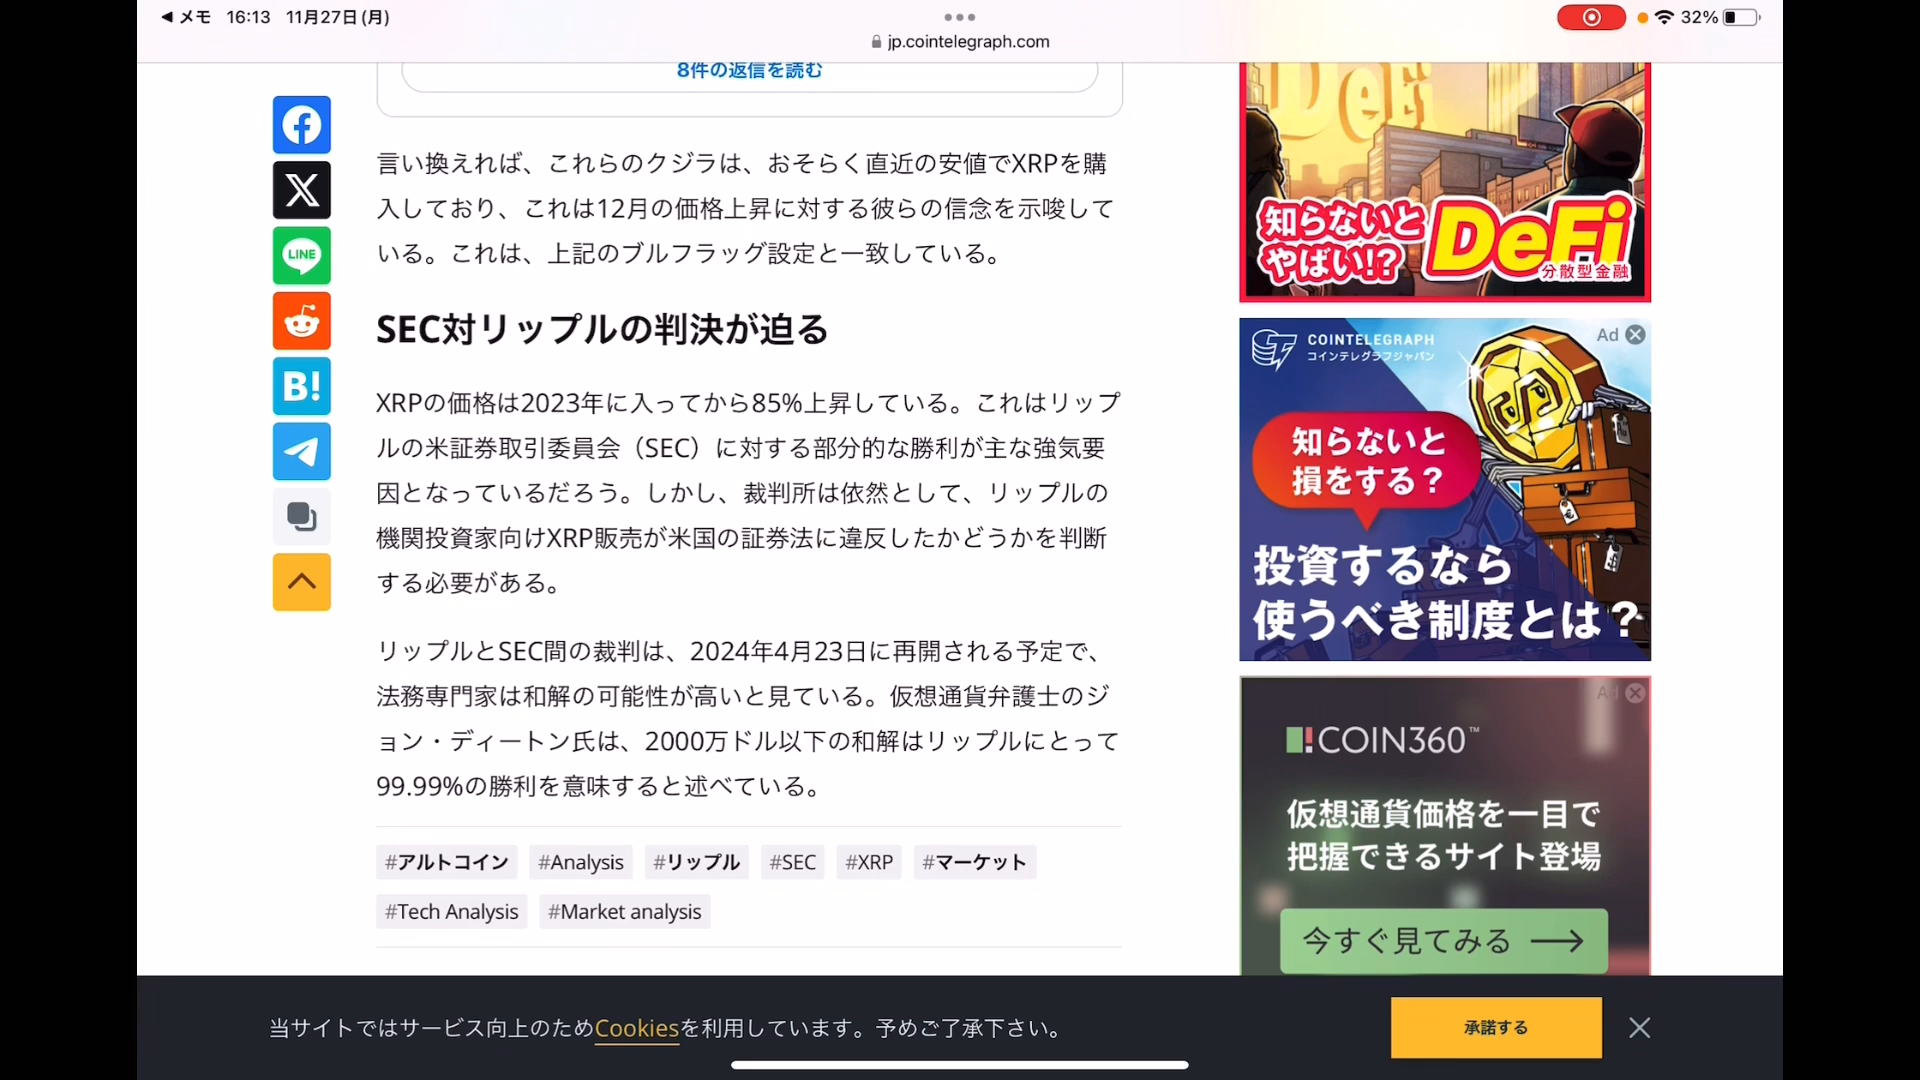 ◀ メモ 16:13 11月27日(月)
32%
jp.cointelegraph.com
8件の返信を読む
言い換えれば、これらのクジラは、おそらく直近の安値でXRPを購
入しており、これは12月の価格上昇に対する彼らの信念を示唆して
いる。これは、上記のブルフラッグ設定と一致している。
SEC対リップルの判決が迫る
XRPの価格は2023年に入ってから85%上昇している。これはリップ
ルの米証券取引委員会（SEC）に対する部分的な勝利が主な強気要
因となっているだろう。しかし、裁判所は依然として、リップルの
機関投資家向けXRP販売が米国の証券法に違反したかどうかを判断
する必要がある。
リップルとSEC間の裁判は、2024年4月23日に再開される予定で、
法務専門家は和解の可能性が高いと見ている。仮想通貨弁護士のジ
ョン・ディートン氏は、2000万ドル以下の和解はリップルにとって
99.99%の勝利を意味すると述べている。
#アルトコイン #Analysis #リップル #SEC #XRP #マーケット
#Tech Analysis #Market analysis
LINE
B!
DeFi
知らないと
やばい!?
DeFi
分散型金融
COINTELEGRAPH
コインテレグラフジャパン
Ad
知らないと
損をする？
投資するなら
使うべき制度とは？
Ad
COIN360™
仮想通貨価格を一目で
把握できるサイト登場
今すぐ見てみる
当サイトではサービス向上のためCookiesを利用しています。予めご了承下さい。
承諾する